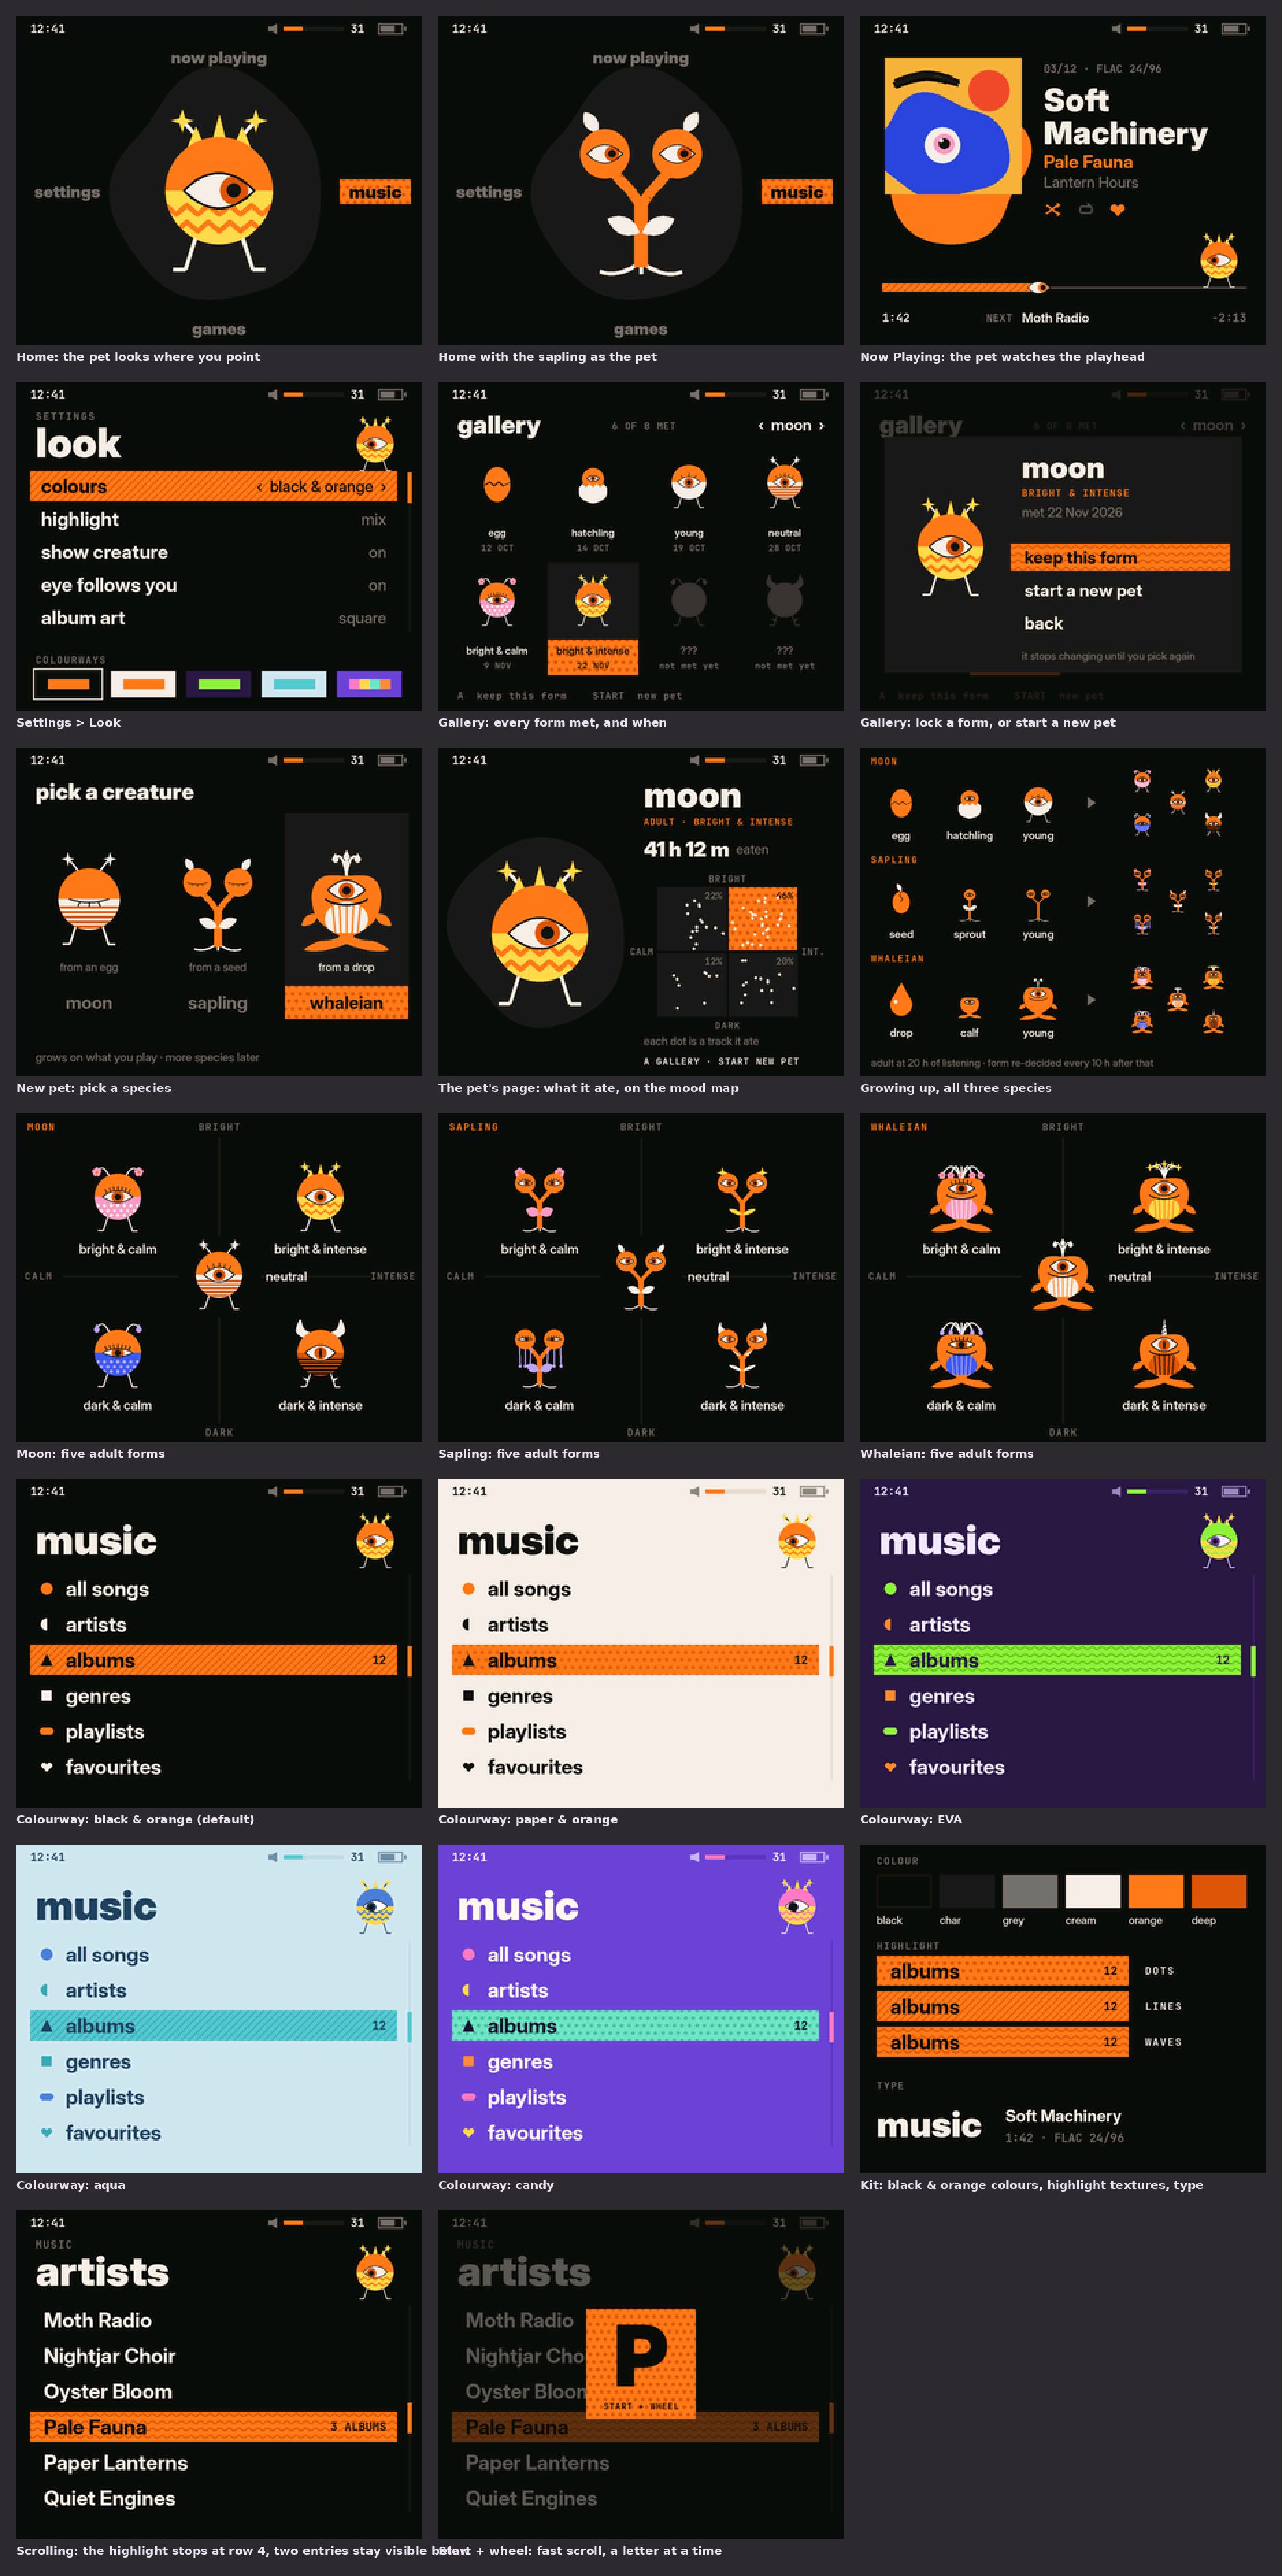 12:41 31
now playing
settings
music
games
Home: the pet looks where you point
12:41 31
now playing
settings
music
games
Home with the sapling as the pet
12:41 31
03/12 · FLAC 24/96
Soft
Machinery
Pale Fauna
Lantern Hours
1:42 NEXT Moth Radio -2:13
Now Playing: the pet watches the playhead
12:41 31
SETTINGS
look
colours ‹ black & orange ›
highlight mix
show creature on
eye follows you on
album art square
COLOURWAYS
Settings > Look
12:41 31
gallery 6 OF 8 MET ‹ moon ›
egg hatchling young neutral
12 OCT 14 OCT 19 OCT 28 OCT
bright & calm bright & intense ??? ???
9 NOV 22 NOV not met yet not met yet
A keep this form START new pet
Gallery: every form met, and when
12:41 31
gallery 6 OF 8 MET ‹ moon ›
moon
BRIGHT & INTENSE
met 22 Nov 2026
keep this form
start a new pet
back
it stops changing until you pick again
A keep this form START new pet
Gallery: lock a form, or start a new pet
12:41 31
pick a creature
from an egg from a seed from a drop
moon sapling whaleian
grows on what you play · more species later
New pet: pick a species
12:41 31
moon
ADULT · BRIGHT & INTENSE
41 h 12 m eaten
BRIGHT
22% 46%
CALM INT.
12% 20%
DARK
each dot is a track it ate
A GALLERY · START NEW PET
The pet's page: what it ate, on the mood map
MOON
egg hatchling young
SAPLING
seed sprout young
WHALEIAN
drop calf young
adult at 20 h of listening · form re-decided every 10 h after that
Growing up, all three species
MOON BRIGHT
bright & calm bright & intense
CALM neutral INTENSE
dark & calm dark & intense
DARK
Moon: five adult forms
SAPLING BRIGHT
bright & calm bright & intense
CALM neutral INTENSE
dark & calm dark & intense
DARK
Sapling: five adult forms
WHALEIAN BRIGHT
bright & calm bright & intense
CALM neutral INTENSE
dark & calm dark & intense
DARK
Whaleian: five adult forms
12:41 31
music
all songs
artists
albums 12
genres
playlists
favourites
Colourway: black & orange (default)
12:41 31
music
all songs
artists
albums 12
genres
playlists
favourites
Colourway: paper & orange
12:41 31
music
all songs
artists
albums 12
genres
playlists
favourites
Colourway: EVA
12:41 31
music
all songs
artists
albums 12
genres
playlists
favourites
Colourway: aqua
12:41 31
music
all songs
artists
albums 12
genres
playlists
favourites
Colourway: candy
COLOUR
black char grey cream orange deep
HIGHLIGHT
albums 12 DOTS
albums 12 LINES
albums 12 WAVES
TYPE
music Soft Machinery
1:42 · FLAC 24/96
Kit: black & orange colours, highlight textures, type
12:41 31
MUSIC
artists
Moth Radio
Nightjar Choir
Oyster Bloom
Pale Fauna 3 ALBUMS
Paper Lanterns
Quiet Engines
Scrolling: the highlight stops at row 4, two entries stay visible below
12:41 31
MUSIC
artists
Moth Radio
Nightjar Cho
Oyster Bloom
P
START + WHEEL
Pale Fauna 3 ALBUMS
Paper Lanterns
Quiet Engines
Start + wheel: fast scroll, a letter at a time